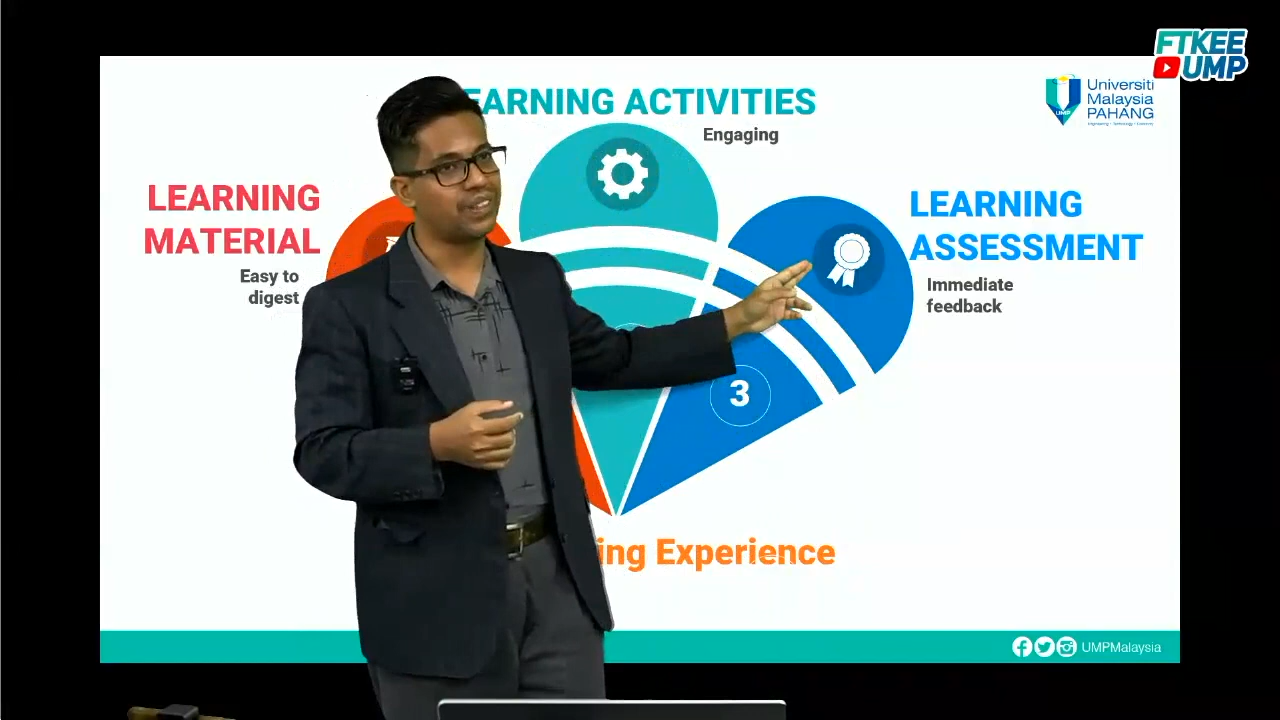 FTKEE
UMP
Universiti
Malaysia
PAHANG
EARNING ACTIVITIES
Engaging
LEARNING
MATERIAL
Easy to
digest
LEARNING
ASSESSMENT
Immediate
feedback
3
ing Experience
UMPMalaysia